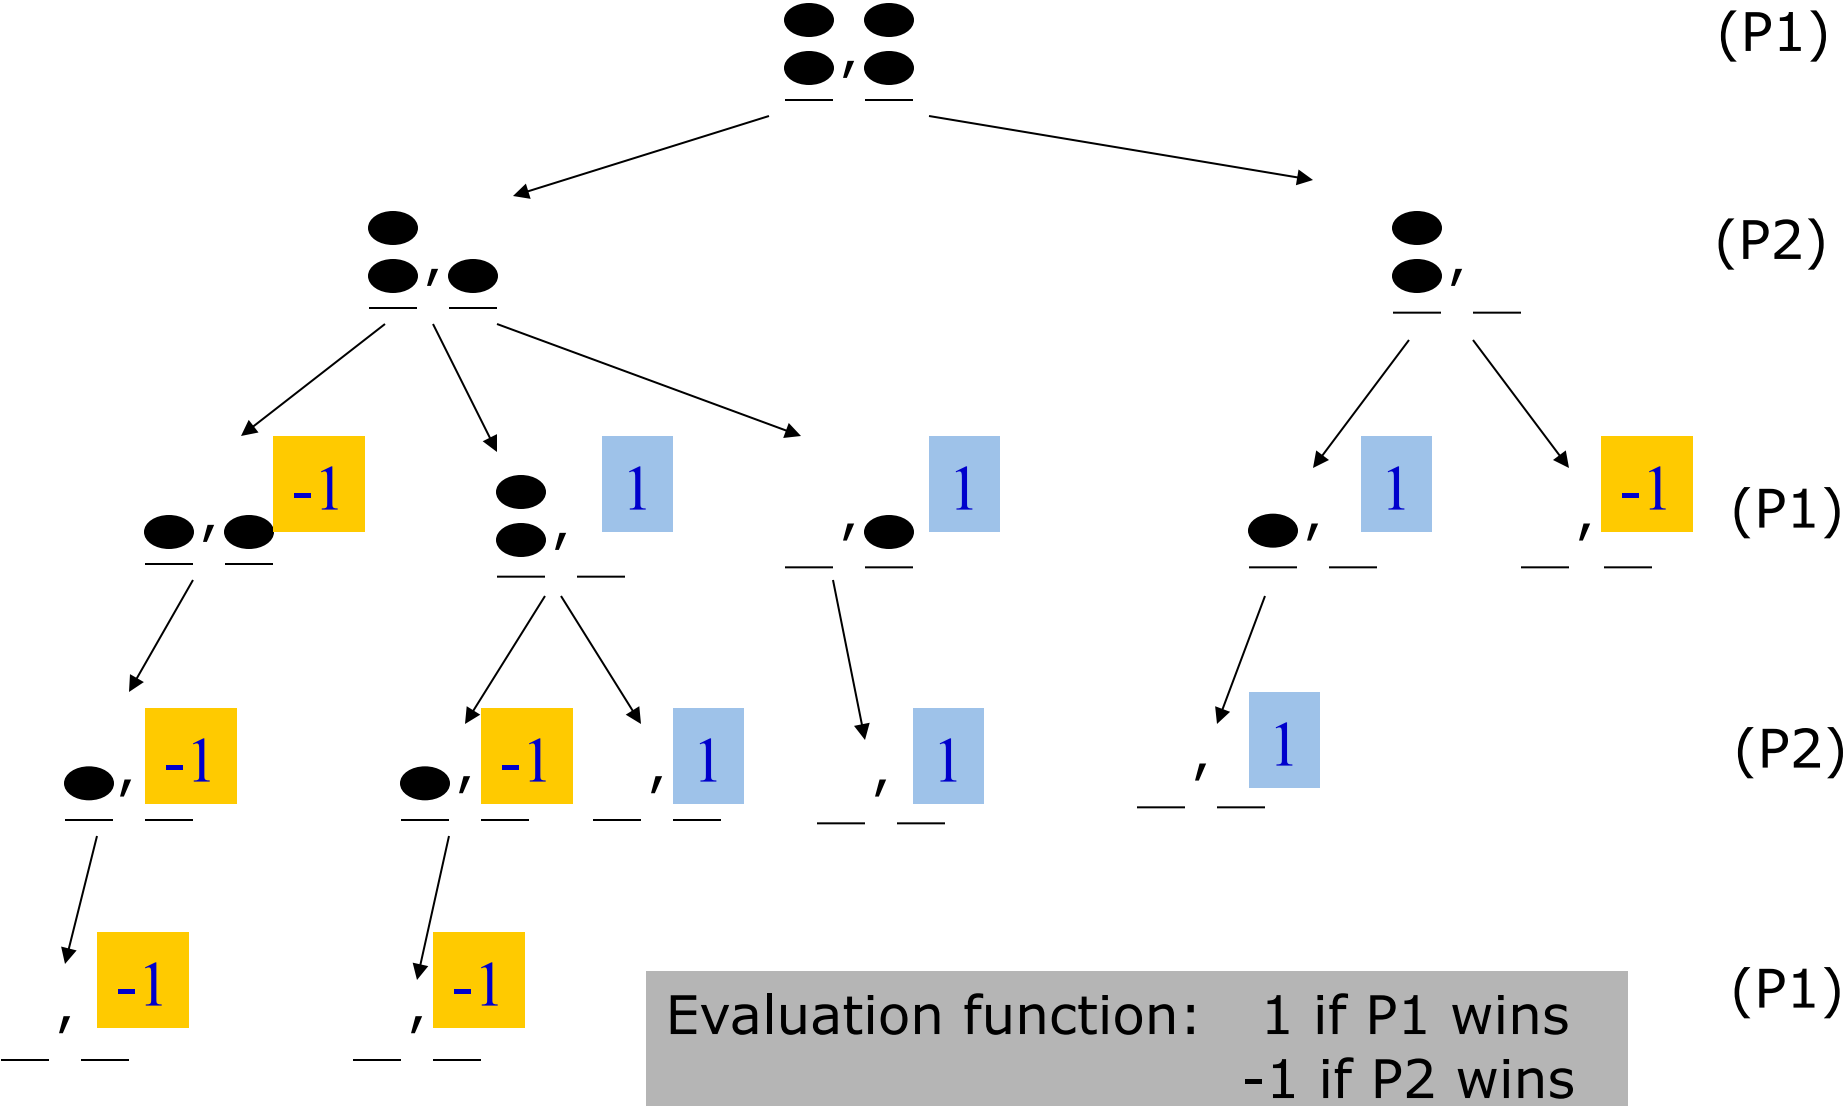 , (P1)
, , (P2)
-1 1 1 1 -1
, , , , , (P1)
-1 -1 1 1 1
, , , , , (P2)
-1 -1
, , (P1)
Evaluation function: 1 if P1 wins
-1 if P2 wins